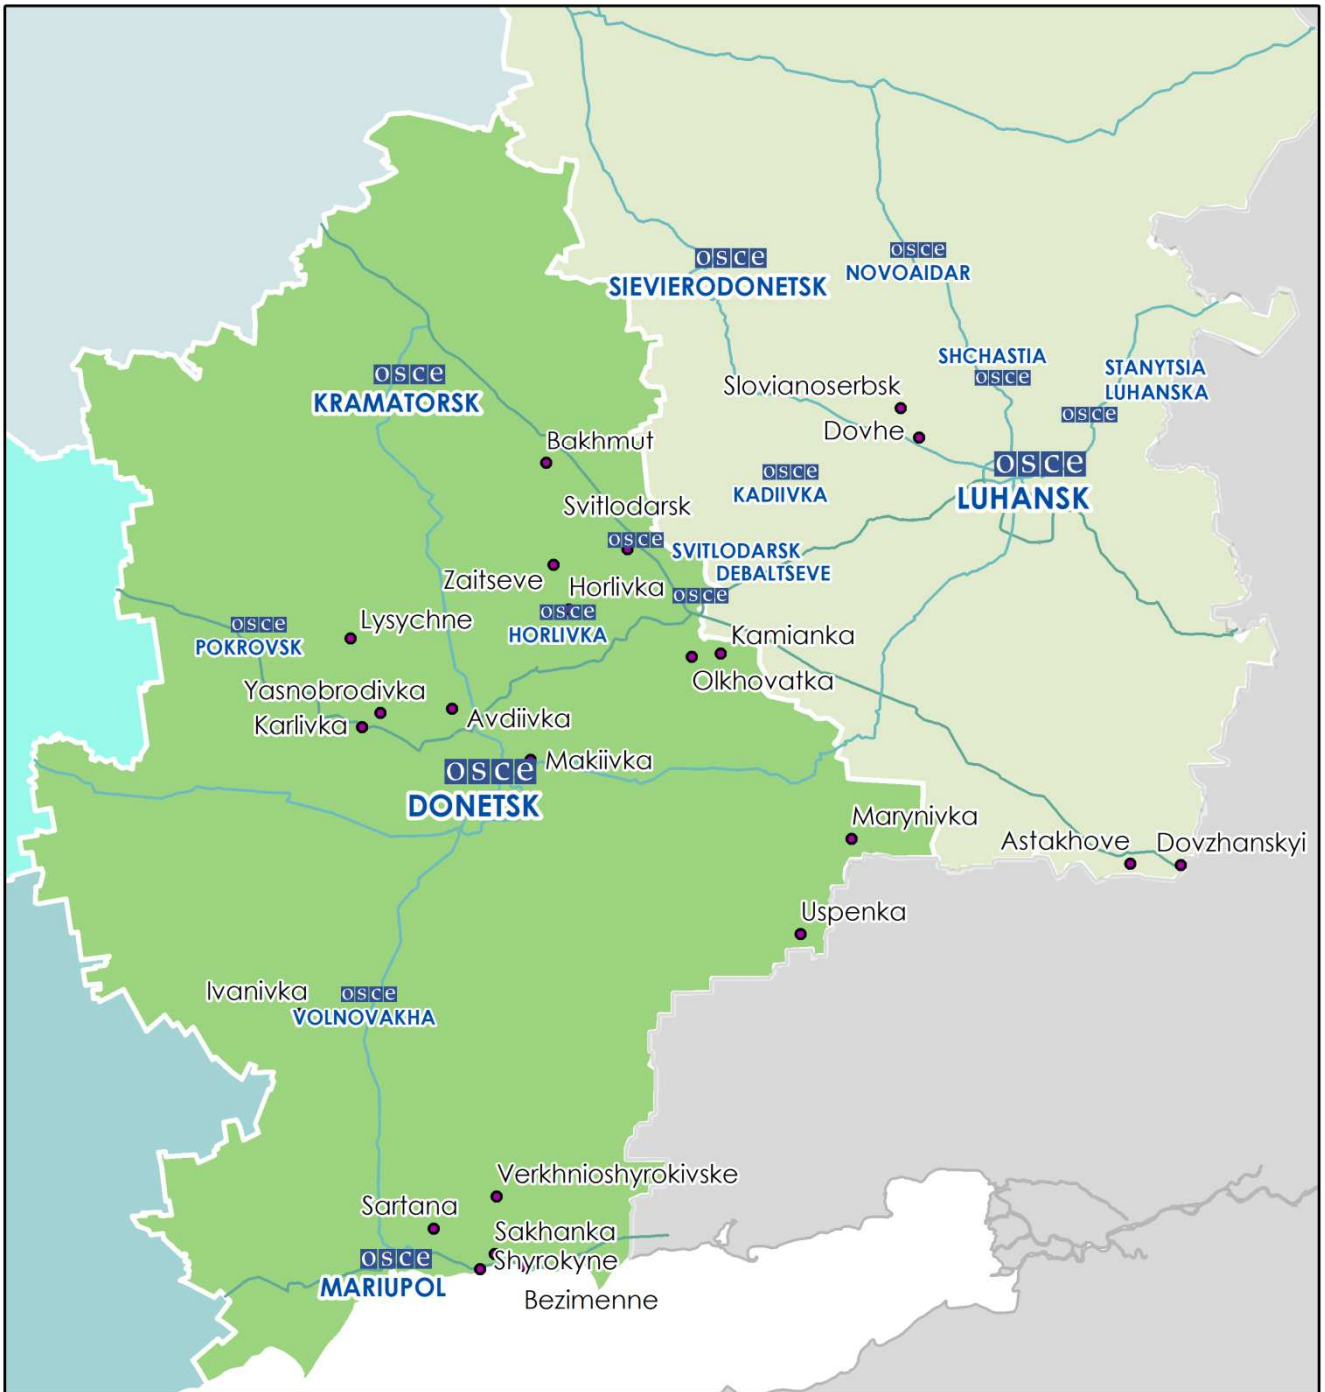 osce
SIEVIERODONETSK
osce
NOVOAIDAR
SHCHASTIA
osce
STANYTSIA
LUHANSKA
osce
osce
KRAMATORSK
Slovianoserbsk
Dovhe
Bakhmut
osce
KADIIVKA
osce
LUHANSK
Svitlodarsk
osce
SVITLODARSK
DEBALTSEVE
osce
Zaitseve
Horlivka
osce
HORLIVKA
osce
POKROVSK
Lysychne
Kamianka
Olkhovatka
Yasnobrodivka
Karlivka
Avdiivka
Makiivka
osce
DONETSK
Marynivka
Astakhove
Dovzhanskyi
Uspenka
Ivanivka
osce
VOLNOVAKHA
Verkhnioshyrokivske
Sartana
Sakhanka
Shyrokyne
osce
MARIUPOL
Bezimenne